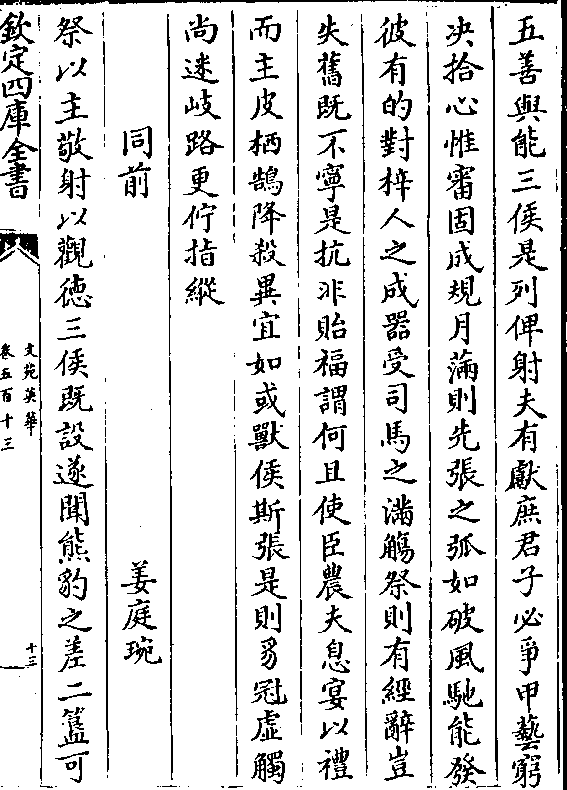 五善與能三侯是列俾射夫有獻庶君子必爭甲藝窮
决拾心惟審固成規月滿則先張之弧如破風馳能發
彼有的對梓人之成器受司馬之滿觴祭則有經辭豈
失舊既不寧是抗非貽福謂何且使臣農夫息宴以禮
而主皮栖鵠降殺異宜如或獸侯斯張是則豸冠虛觸
尚迷岐路更佇指縱
同前 姜庭琬
祭以主敬射以觀德三侯既設遂聞熊豹之差二簋可
欽定四庫全書
文苑英華
卷五百十三
十三